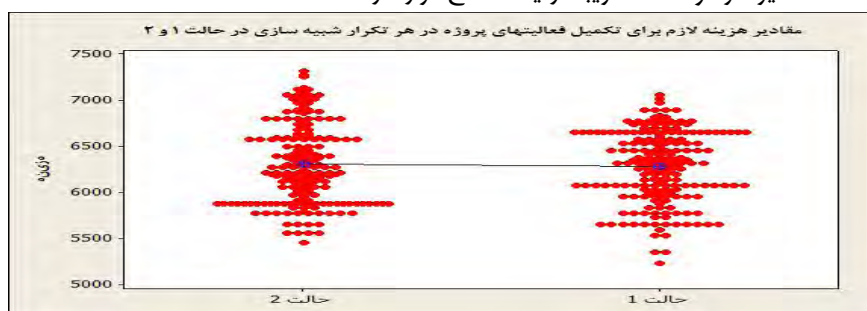 مقادیر هزینه لازم برای تکمیل فعالیتهای پروژه در هر تکرار شبیه سازی در حالت ۱ و ۲
7500
7000
6500
6000
5500
5000
هزینه
حالت 2
حالت 1